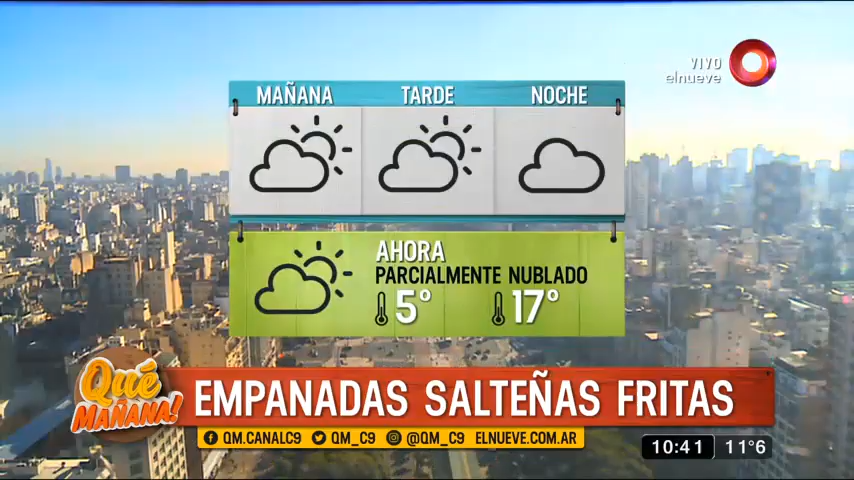 VIVO
elnueve
MAÑANA TARDE NOCHE
AHORA
PARCIALMENTE NUBLADO
5° 17°
Qué
MAÑANA!
EMPANADAS SALTEÑAS FRITAS
QM.CANALC9 QM_C9 @QM_C9 ELNUEVE.COM.AR
10:41 11°6